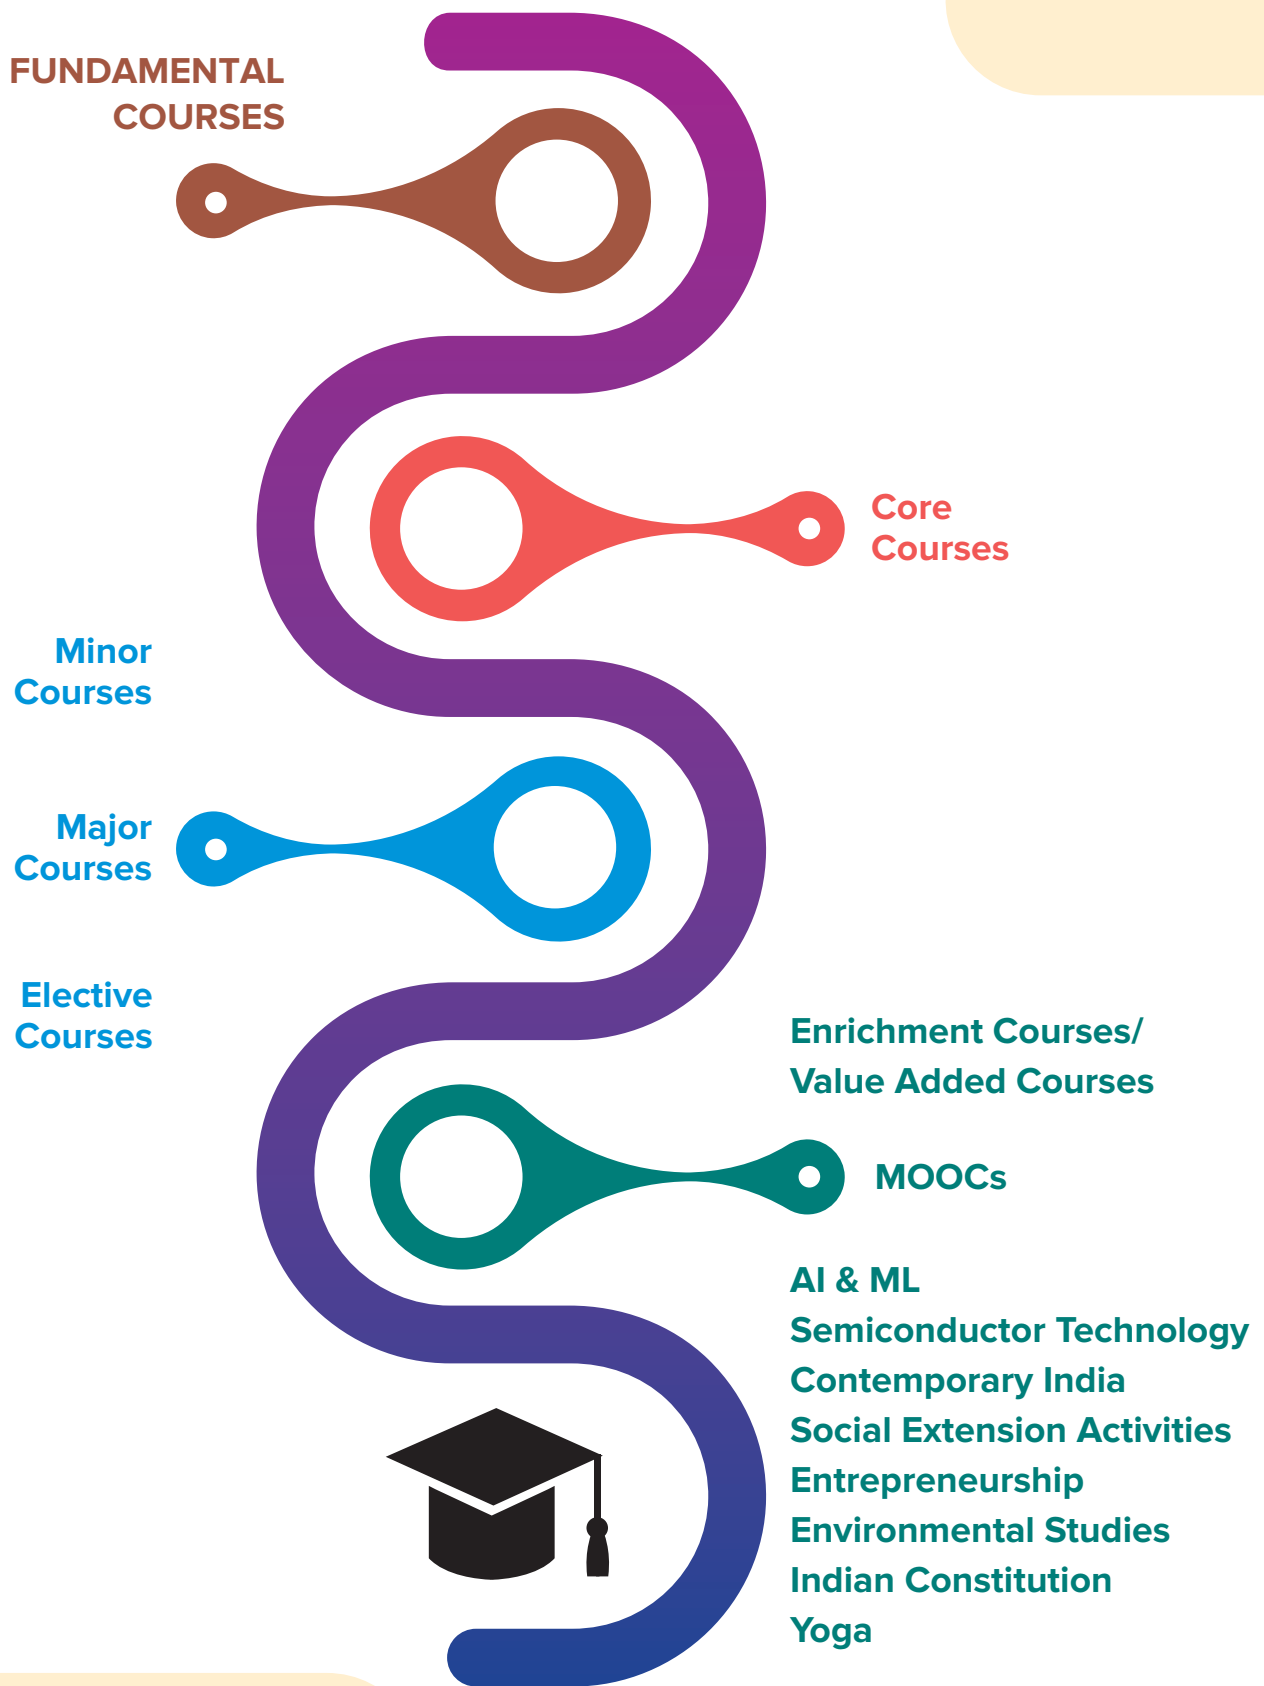 FUNDAMENTAL
COURSES
Core
Courses
Minor
Courses
Major
Courses
Elective
Courses
Enrichment Courses/
Value Added Courses
MOOCs
AI & ML
Semiconductor Technology
Contemporary India
Social Extension Activities
Entrepreneurship
Environmental Studies
Indian Constitution
Yoga